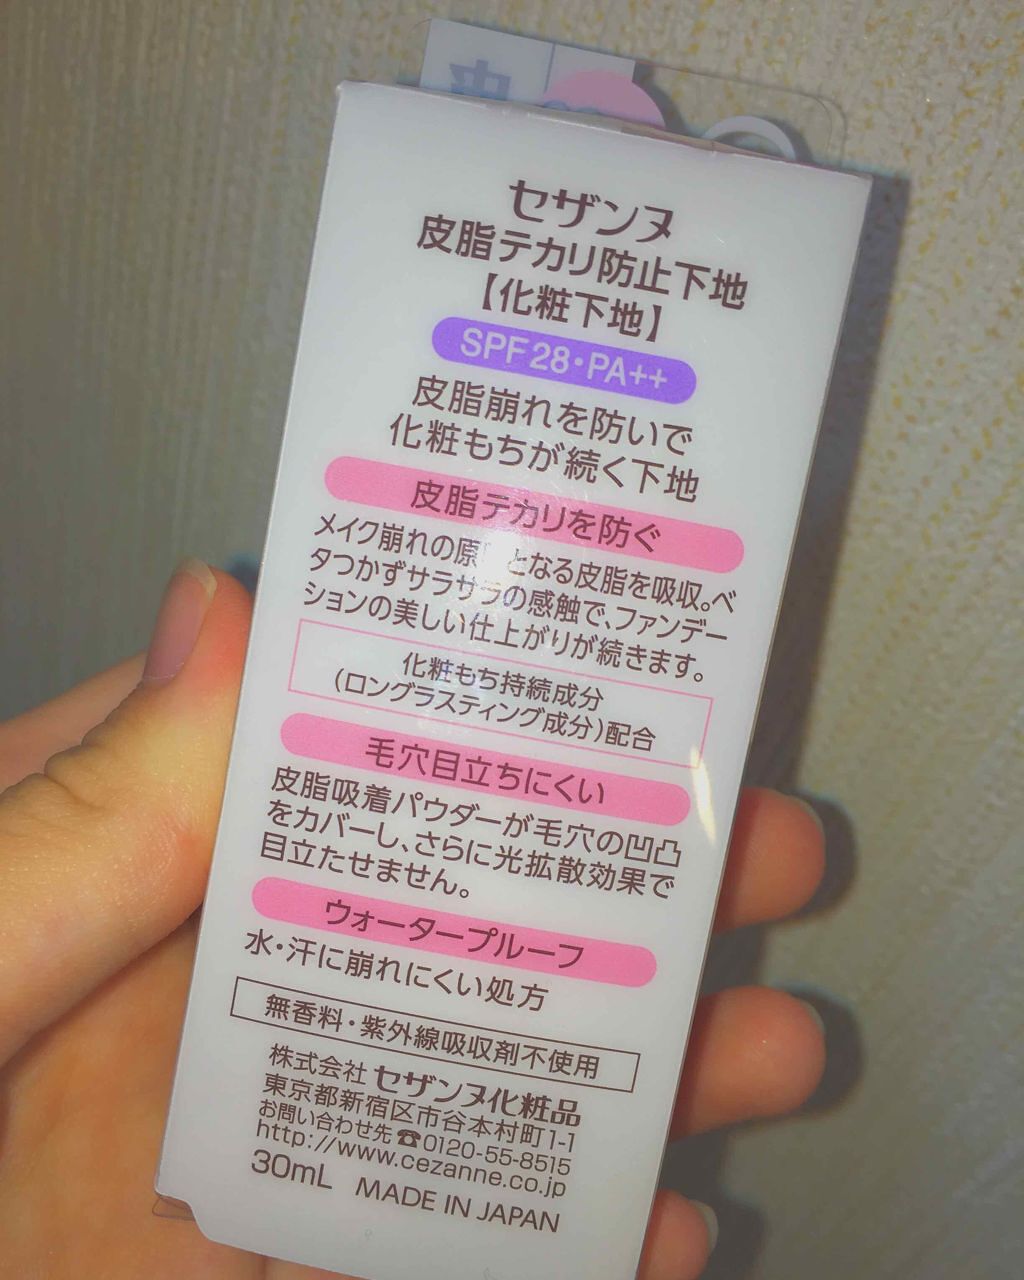 セザンヌ
皮脂テカリ防止下地
【化粧下地】
SPF28・PA++
皮脂崩れを防いで
化粧もちが続く下地
皮脂テカリを防ぐ
メイク崩れの原 となる皮脂を吸収。ベ
タつかずサラサラの感触で、ファンデー
ションの美しい仕上がりが続きます。
化粧もち持続成分
(ロングラスティング成分)配合
毛穴目立ちにくい
皮脂吸着パウダーが毛穴の凹凸
をカバーし、さらに光拡散効果で
目立たせません。
ウォータープルーフ
水・汗に崩れにくい処方
無香料・紫外線吸収剤不使用
株式会社 セザンヌ化粧品
東京都新宿区市谷本村町1-1
お問い合わせ先☎0120-55-8515
http://www.cezanne.co.jp
30mL MADE IN JAPAN